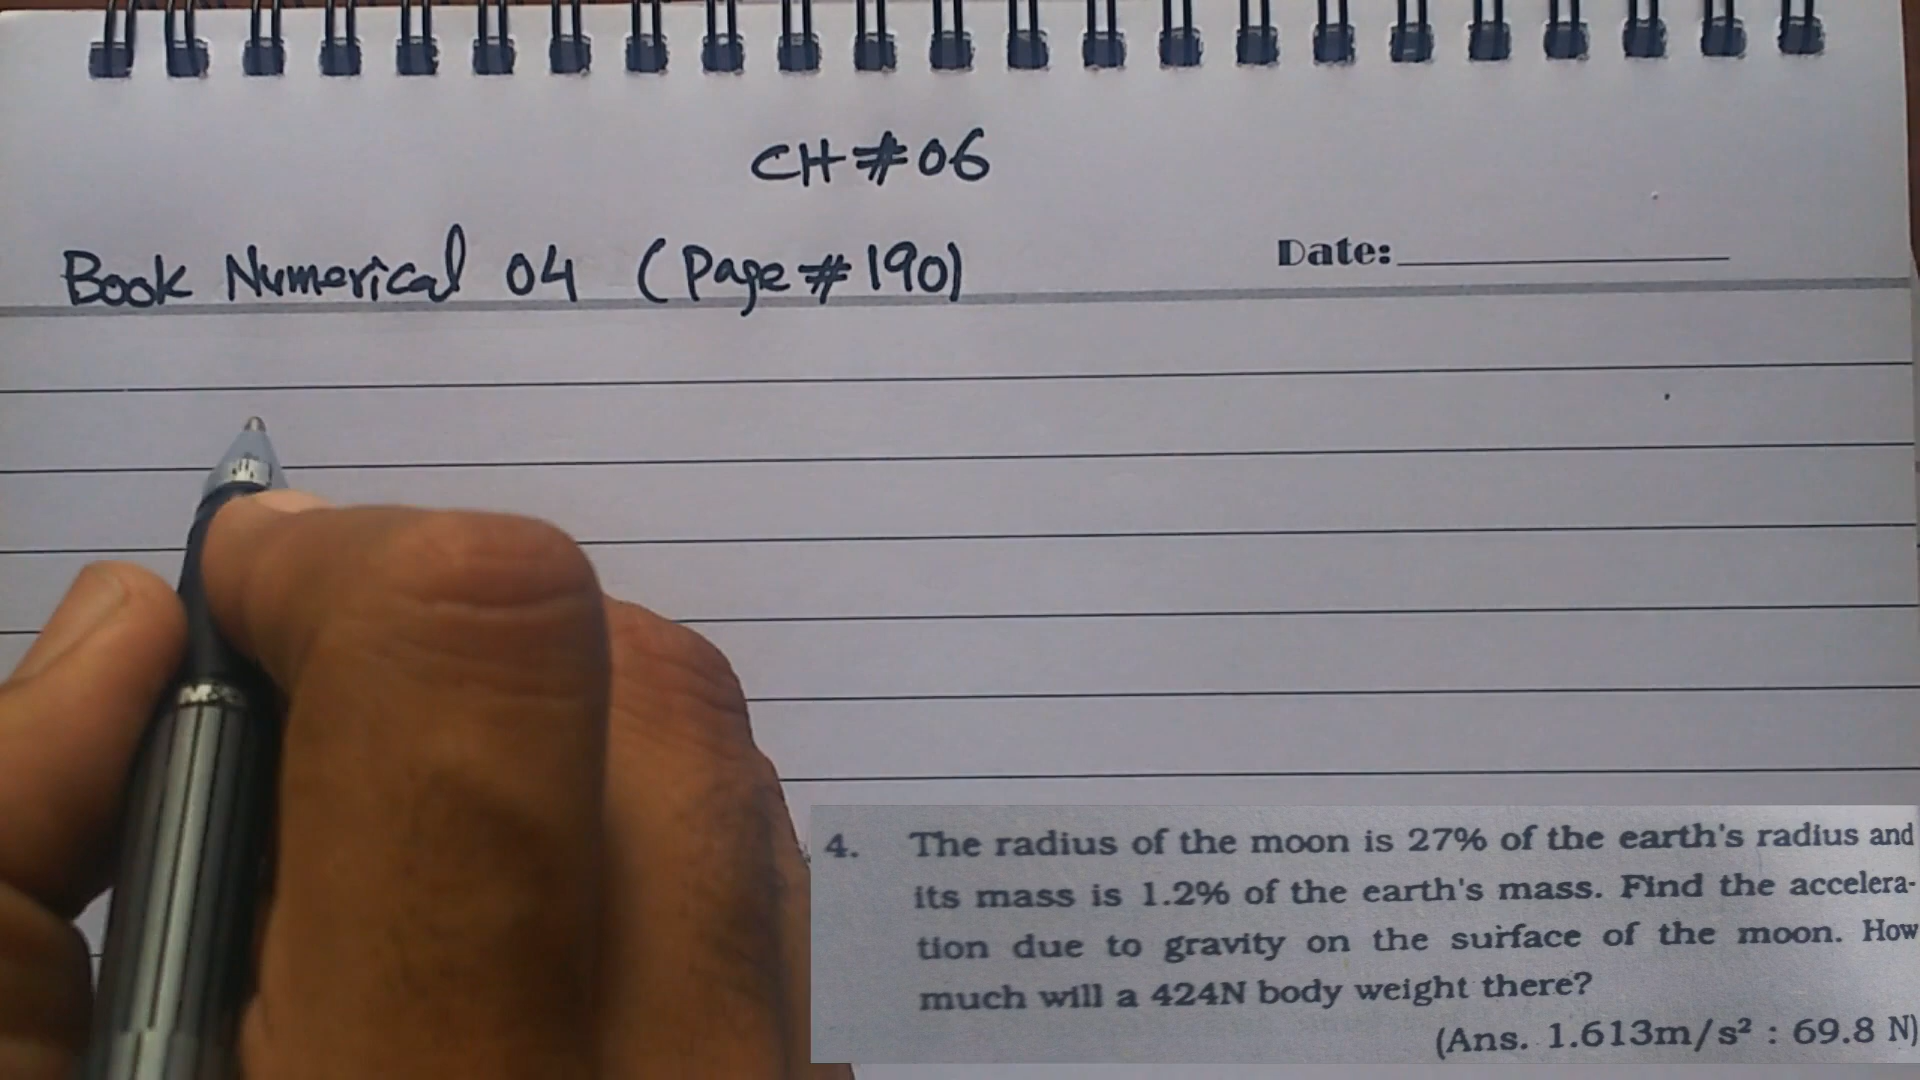 CH#06
Book Numerical 04 (Page#190)
Date:
4. The radius of the moon is 27% of the earth's radius and
its mass is 1.2% of the earth's mass. Find the accelera-
tion due to gravity on the surface of the moon. How
much will a 424N body weight there?
(Ans. 1.613m/s² : 69.8 N)